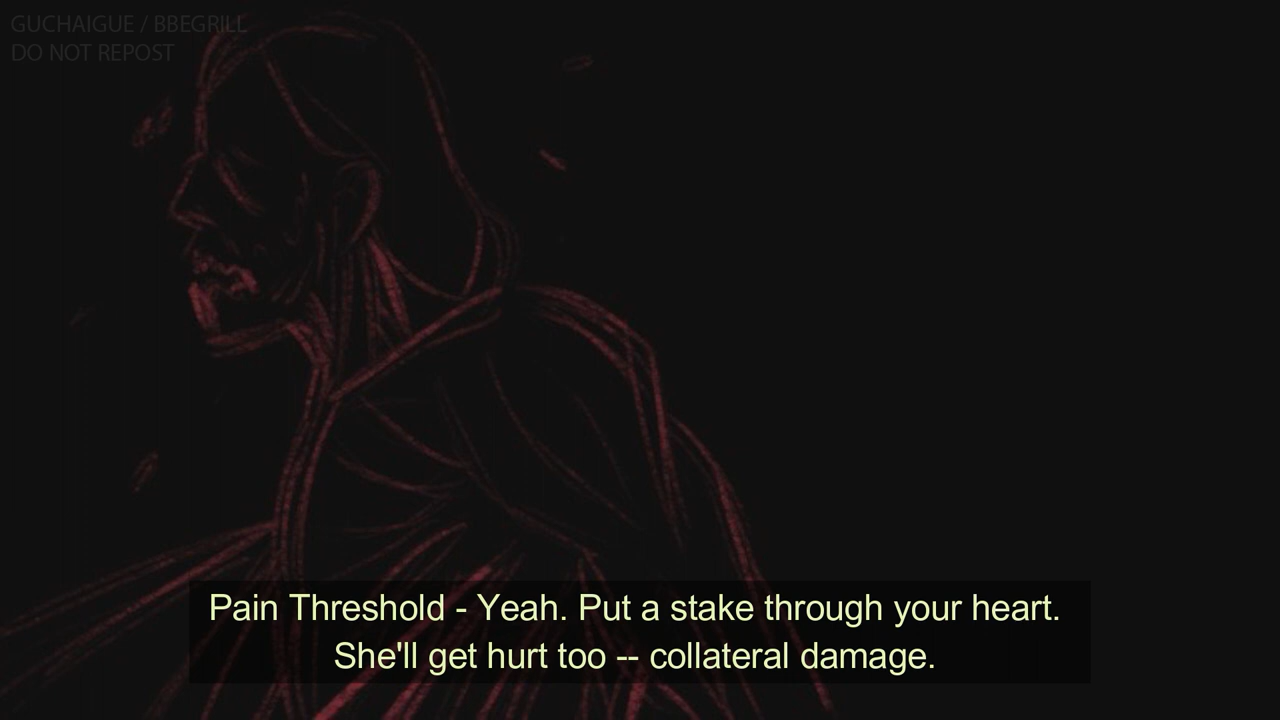 GUCHAIGUE / BBEGRILL
DO NOT REPOST
Pain Threshold - Yeah. Put a stake through your heart.
She'll get hurt too -- collateral damage.